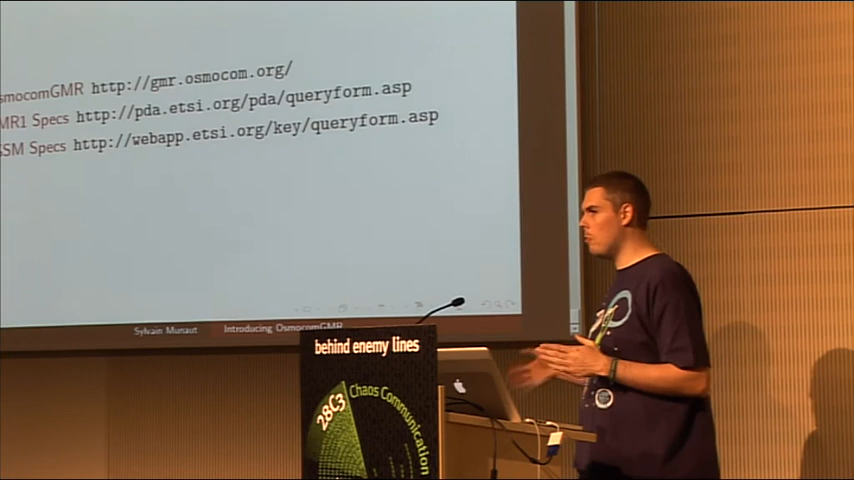 smocomGMR http://gmr.osmocom.org/
MR1 Specs http://pda.etsi.org/pda/queryform.asp
SM Specs http://webapp.etsi.org/key/queryform.asp
Sylvain Munaut Introducing OsmocomGMR
behind enemy lines
28C3
Chaos Communication